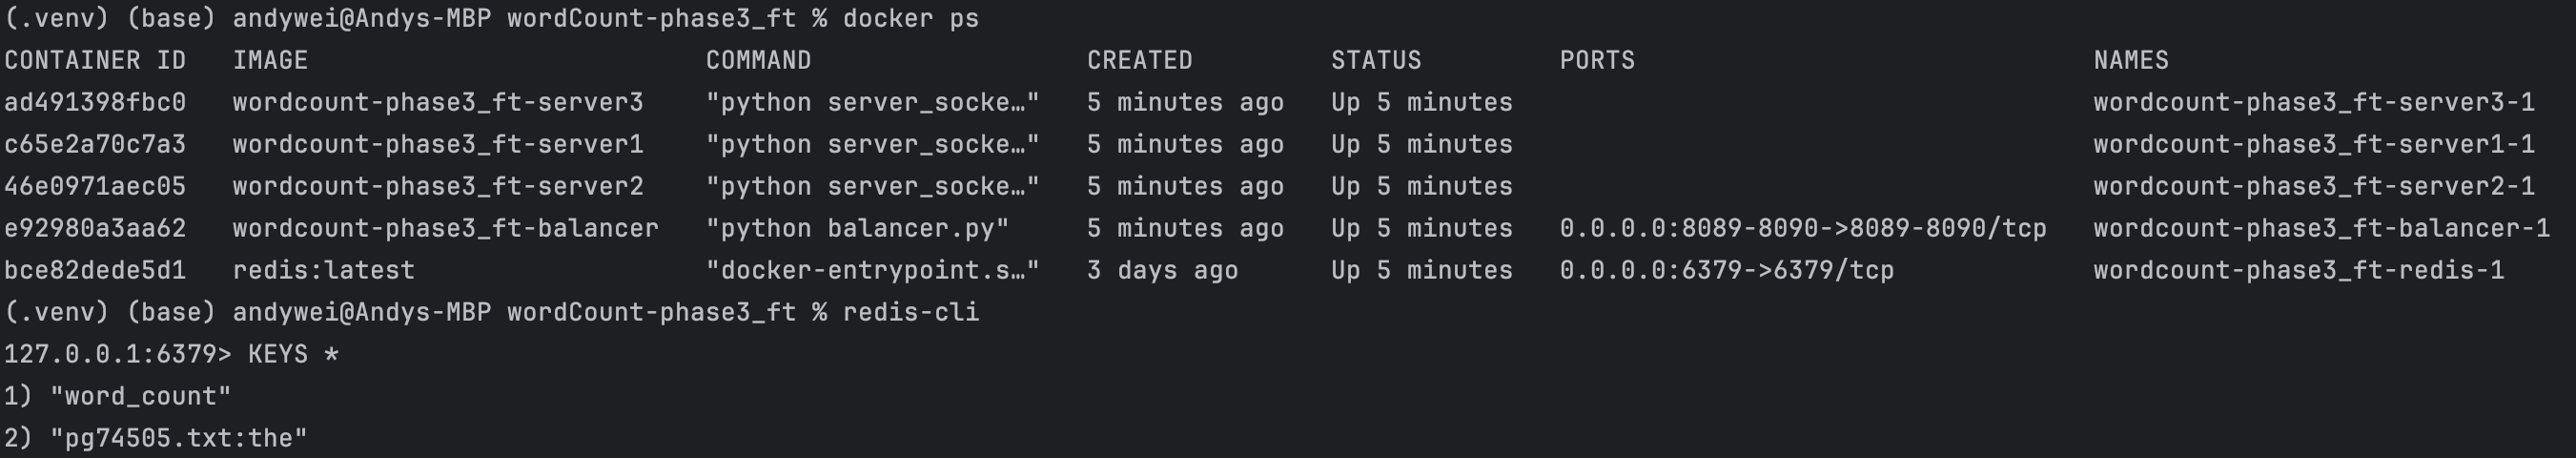 (.venv) (base) andywei@Andys-MBP wordCount-phase3_ft % docker ps
CONTAINER ID   IMAGE                          COMMAND                  CREATED         STATUS         PORTS                              NAMES
ad491398fbc0   wordcount-phase3_ft-server3    "python server_socke…"   5 minutes ago   Up 5 minutes                                      wordcount-phase3_ft-server3-1
c65e2a70c7a3   wordcount-phase3_ft-server1    "python server_socke…"   5 minutes ago   Up 5 minutes                                      wordcount-phase3_ft-server1-1
46e0971aec05   wordcount-phase3_ft-server2    "python server_socke…"   5 minutes ago   Up 5 minutes                                      wordcount-phase3_ft-server2-1
e92980a3aa62   wordcount-phase3_ft-balancer   "python balancer.py"     5 minutes ago   Up 5 minutes   0.0.0.0:8089-8090->8089-8090/tcp   wordcount-phase3_ft-balancer-1
bce82dede5d1   redis:latest                   "docker-entrypoint.s…"   3 days ago      Up 5 minutes   0.0.0.0:6379->6379/tcp             wordcount-phase3_ft-redis-1
(.venv) (base) andywei@Andys-MBP wordCount-phase3_ft % redis-cli
127.0.0.1:6379> KEYS *
1) "word_count"
2) "pg74505.txt:the"